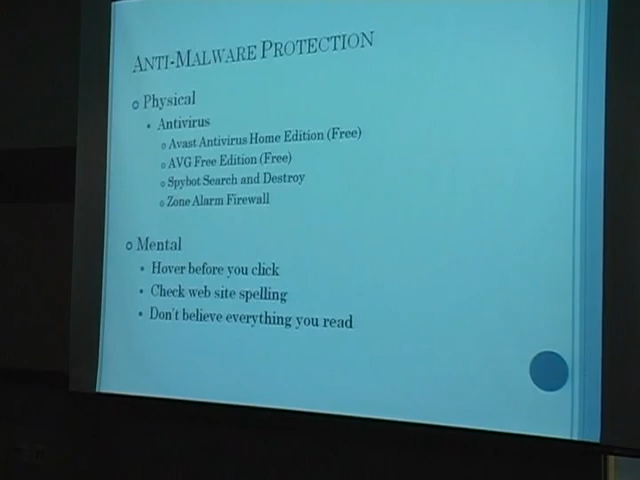 ANTI-MALWARE PROTECTION
Physical
Antivirus
Avast Antivirus Home Edition (Free)
AVG Free Edition (Free)
Spybot Search and Destroy
Zone Alarm Firewall
Mental
Hover before you click
Check web site spelling
Don't believe everything you read